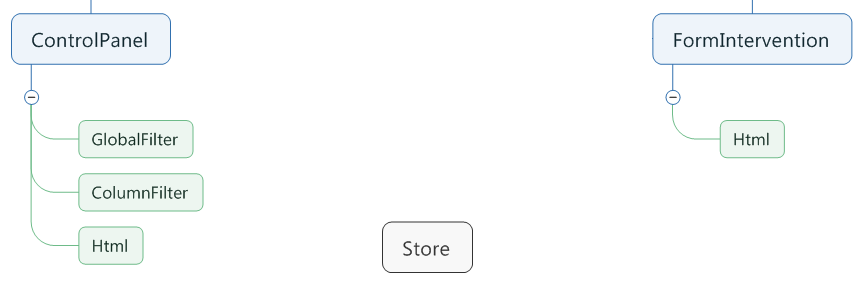 ControlPanel
FormIntervention
GlobalFilter
Html
ColumnFilter
Html
Store